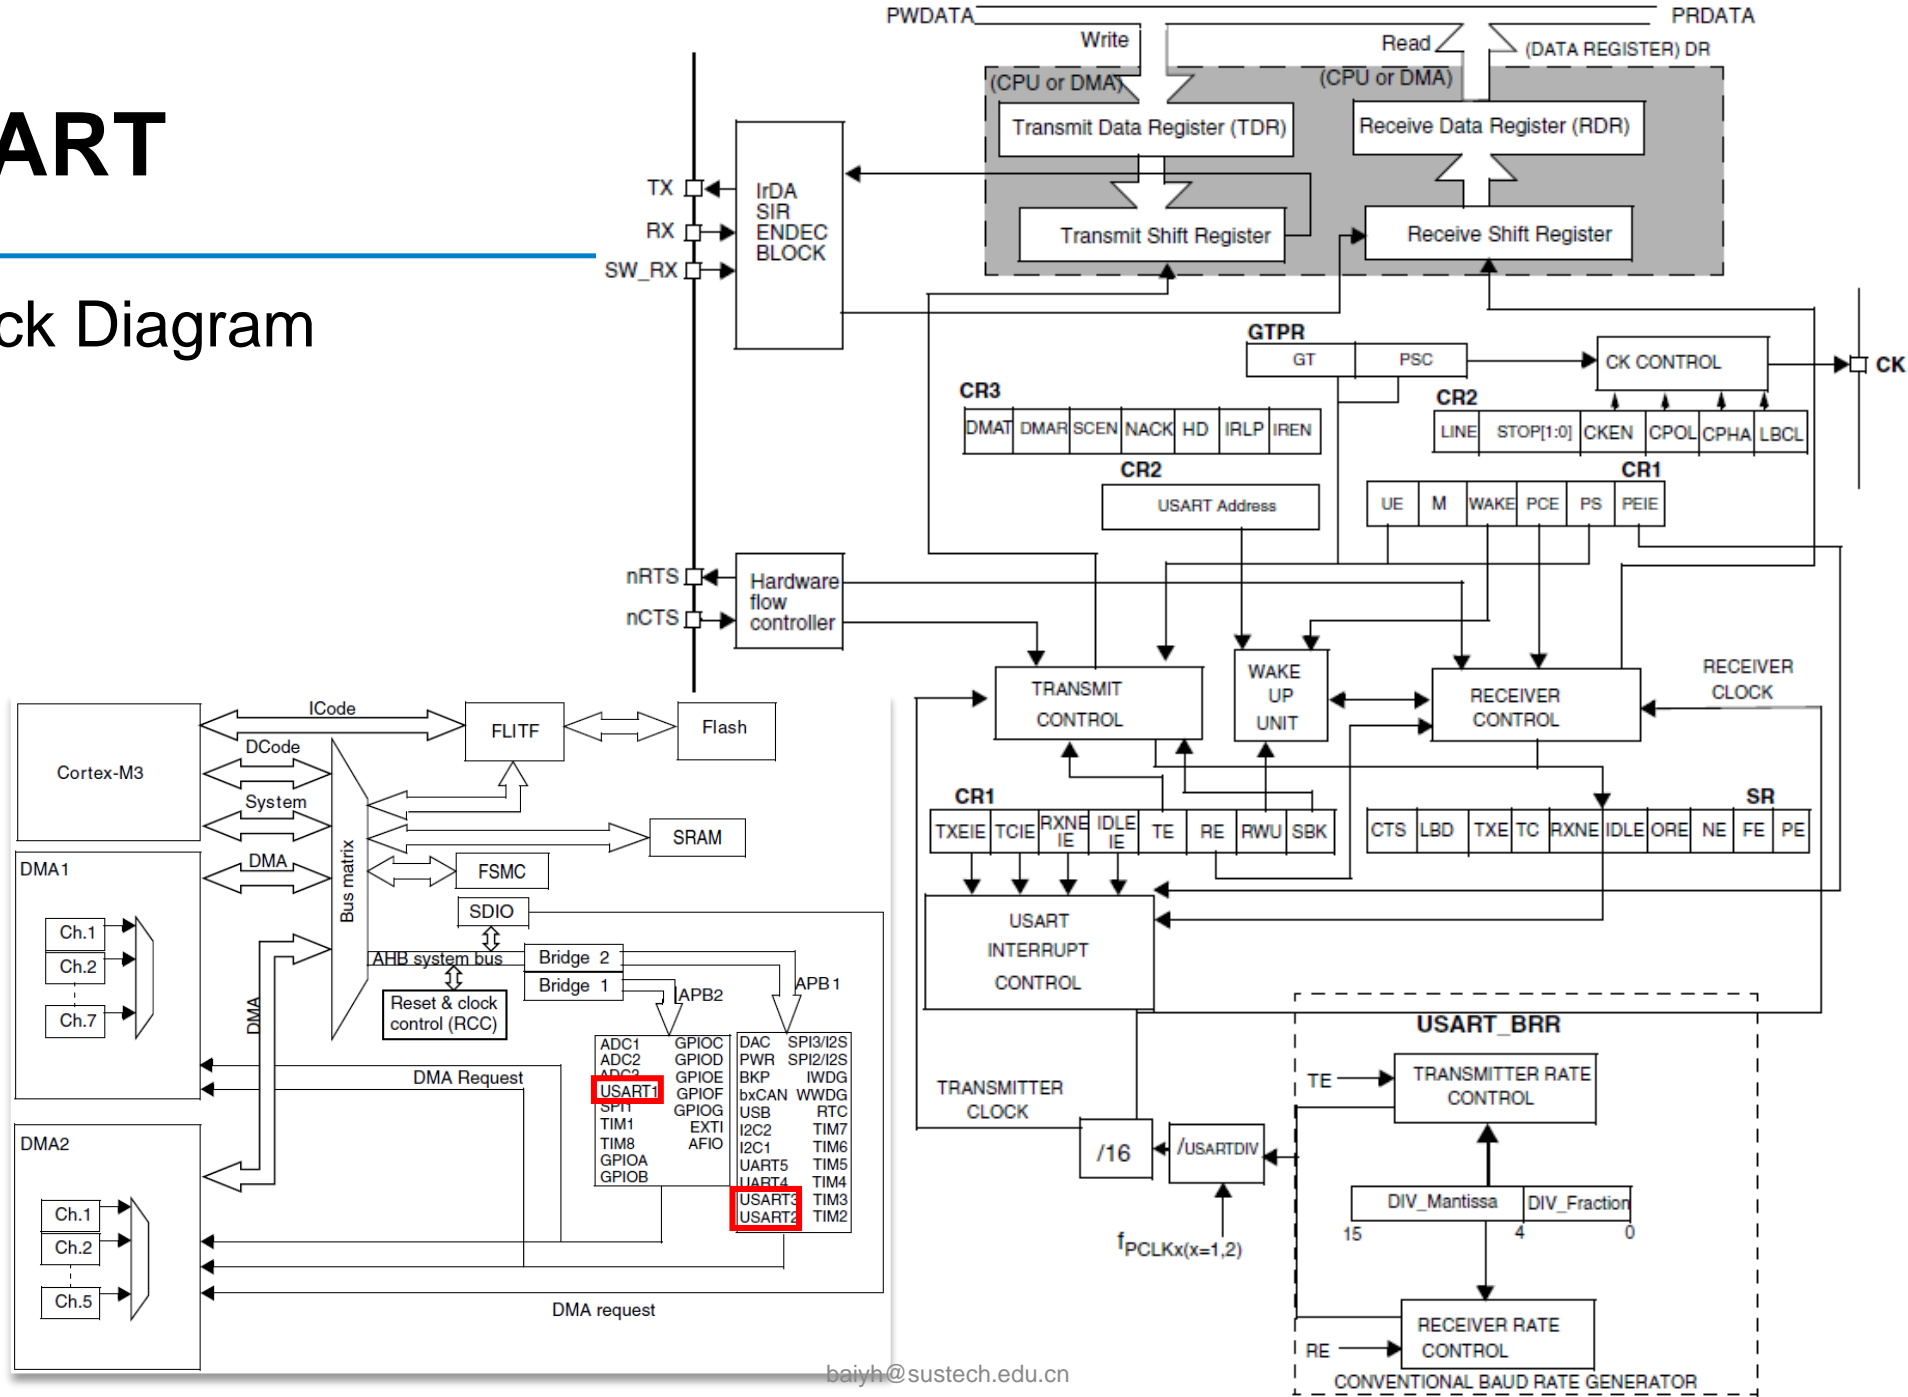 ART
ck Diagram
PWDATA
PRDATA
Write
Read
(DATA REGISTER) DR
(CPU or DMA)
(CPU or DMA)
Transmit Data Register (TDR)
Receive Data Register (RDR)
Transmit Shift Register
Receive Shift Register
TX
RX
SW_RX
IrDA
SIR
ENDEC
BLOCK
GTPR
GT
PSC
CK CONTROL
CK
CR3
DMAT
DMAR
SCEN
NACK
HD
IRLP
IREN
CR2
LINE
STOP[1:0]
CKEN
CPOL
CPHA
LBCL
CR2
USART Address
CR1
UE
M
WAKE
PCE
PS
PEIE
nRTS
nCTS
Hardware
flow
controller
TRANSMIT
CONTROL
WAKE
UP
UNIT
RECEIVER
CONTROL
RECEIVER
CLOCK
CR1
TXEIE
TCIE
RXNE
IE
IDLE
IE
TE
RE
RWU
SBK
SR
CTS
LBD
TXE
TC
RXNE
IDLE
ORE
NE
FE
PE
USART
INTERRUPT
CONTROL
USART_BRR
TE
TRANSMITTER RATE
CONTROL
TRANSMITTER
CLOCK
/16
/USARTDIV
fPCLKx(x=1,2)
DIV_Mantissa
DIV_Fraction
15
4
0
RE
RECEIVER RATE
CONTROL
CONVENTIONAL BAUD RATE GENERATOR
Cortex-M3
ICode
DCode
System
DMA
Bus matrix
FLITF
Flash
SRAM
FSMC
SDIO
AHB system bus
Bridge 2
Bridge 1
APB2
APB1
Reset & clock
control (RCC)
DMA1
Ch.1
Ch.2
Ch.7
DMA
DMA Request
ADC1
ADC2
ADC3
USART1
SPI1
TIM1
TIM8
GPIOA
GPIOB
GPIOC
GPIOD
GPIOE
GPIOF
GPIOG
EXTI
AFIO
DAC
PWR
BKP
bxCAN
USB
I2C2
I2C1
UART5
UART4
USART3
USART2
SPI3/I2S
SPI2/I2S
IWDG
WWDG
RTC
TIM7
TIM6
TIM5
TIM4
TIM3
TIM2
DMA2
Ch.1
Ch.2
Ch.5
DMA request
baiyh@sustech.edu.cn